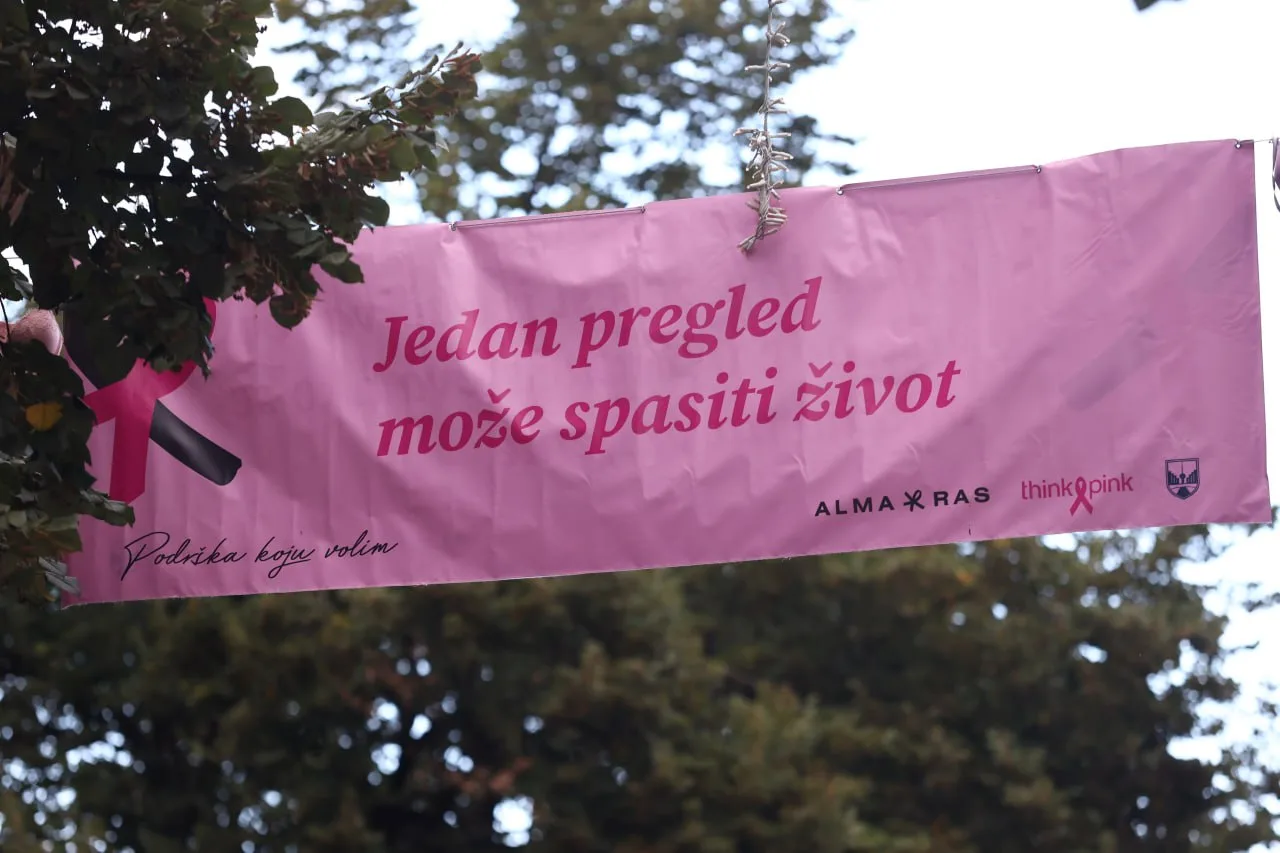 Jedan pregled
može spasiti život
ALMA RAS
think pink
Podrška koju volim